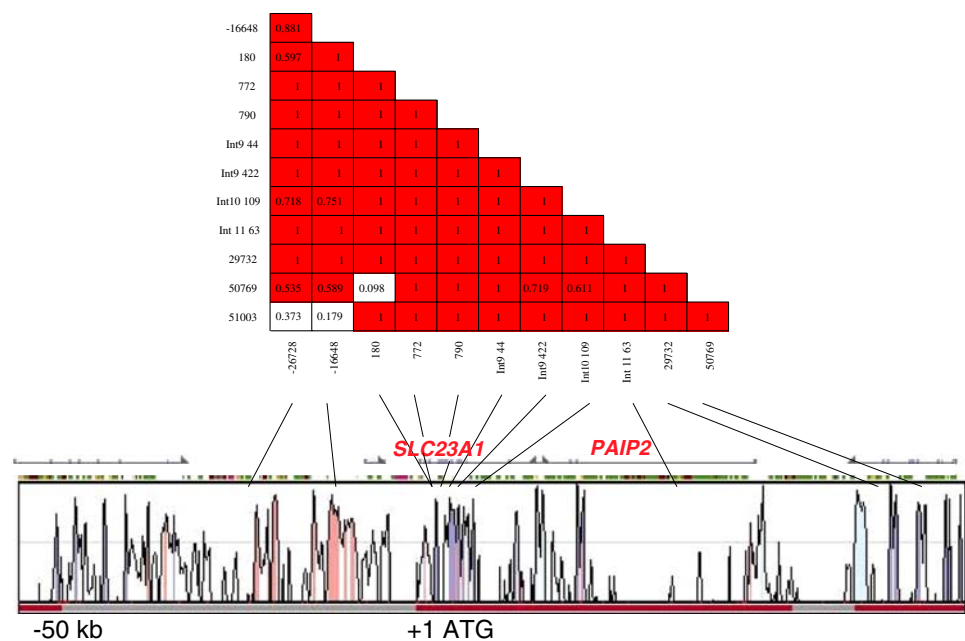 -16648 0.881
180 0.597 1
772 1 1 1
790 1 1 1 1
Int9 44 1 1 1 1 1
Int9 422 1 1 1 1 1 1
Int10 109 0.718 0.751 1 1 1 1 1
Int 11 63 1 1 1 1 1 1 1 1
29732 1 1 1 1 1 1 1 1 1
50769 0.535 0.589 0.098 1 1 1 0.719 0.611 1 1
51003 0.373 0.179 1 1 1 1 1 1 1 1 1
-26728 -16648 180 772 790 Int9 44 Int9 422 Int10 109 Int 11 63 29732 50769
SLC23A1 PAIP2
-50 kb +1 ATG